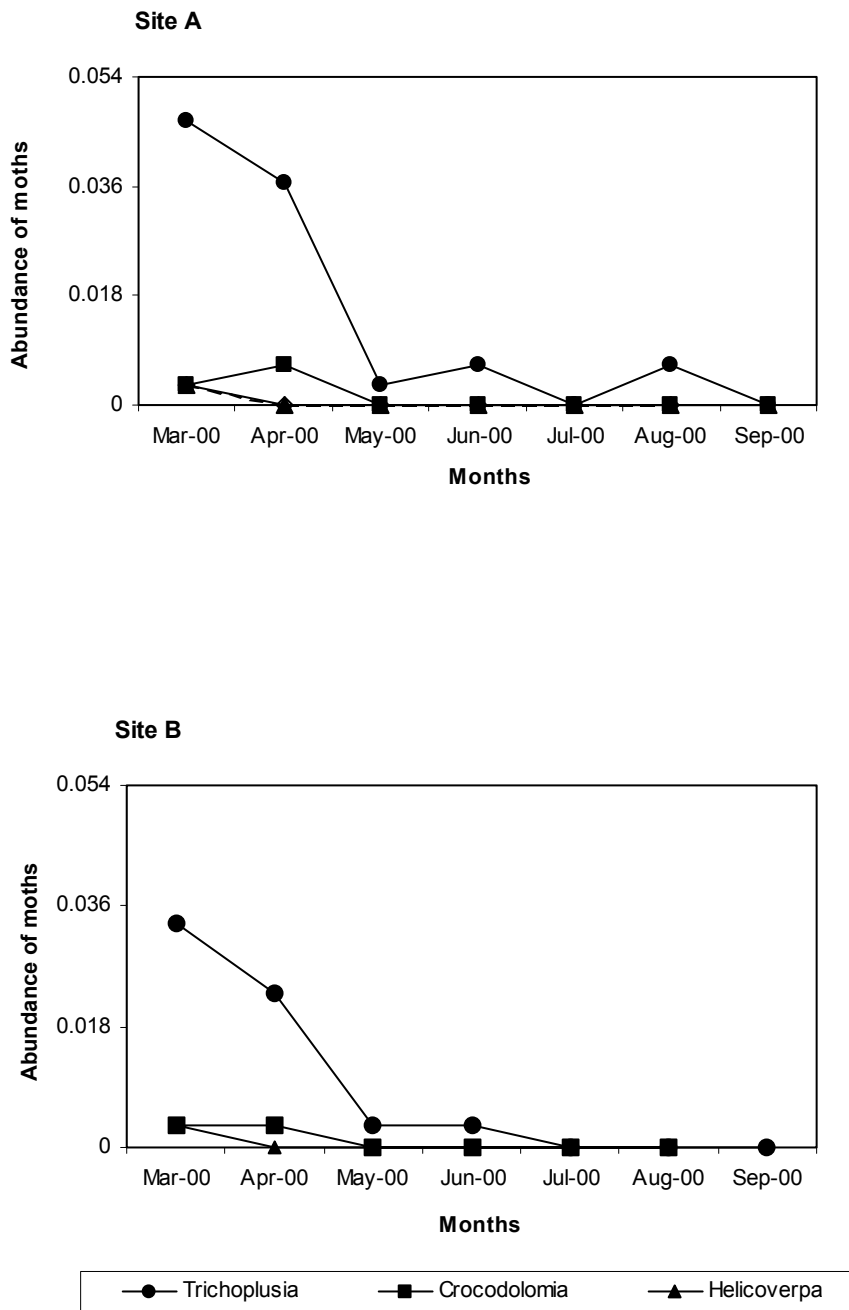 Site A
0.054
0.036
0.018
0
Abundance of moths
Mar-00 Apr-00 May-00 Jun-00 Jul-00 Aug-00 Sep-00
Months
Site B
0.054
0.036
0.018
0
Abundance of moths
Mar-00 Apr-00 May-00 Jun-00 Jul-00 Aug-00 Sep-00
Months
Trichoplusia Crocodolomia Helicoverpa